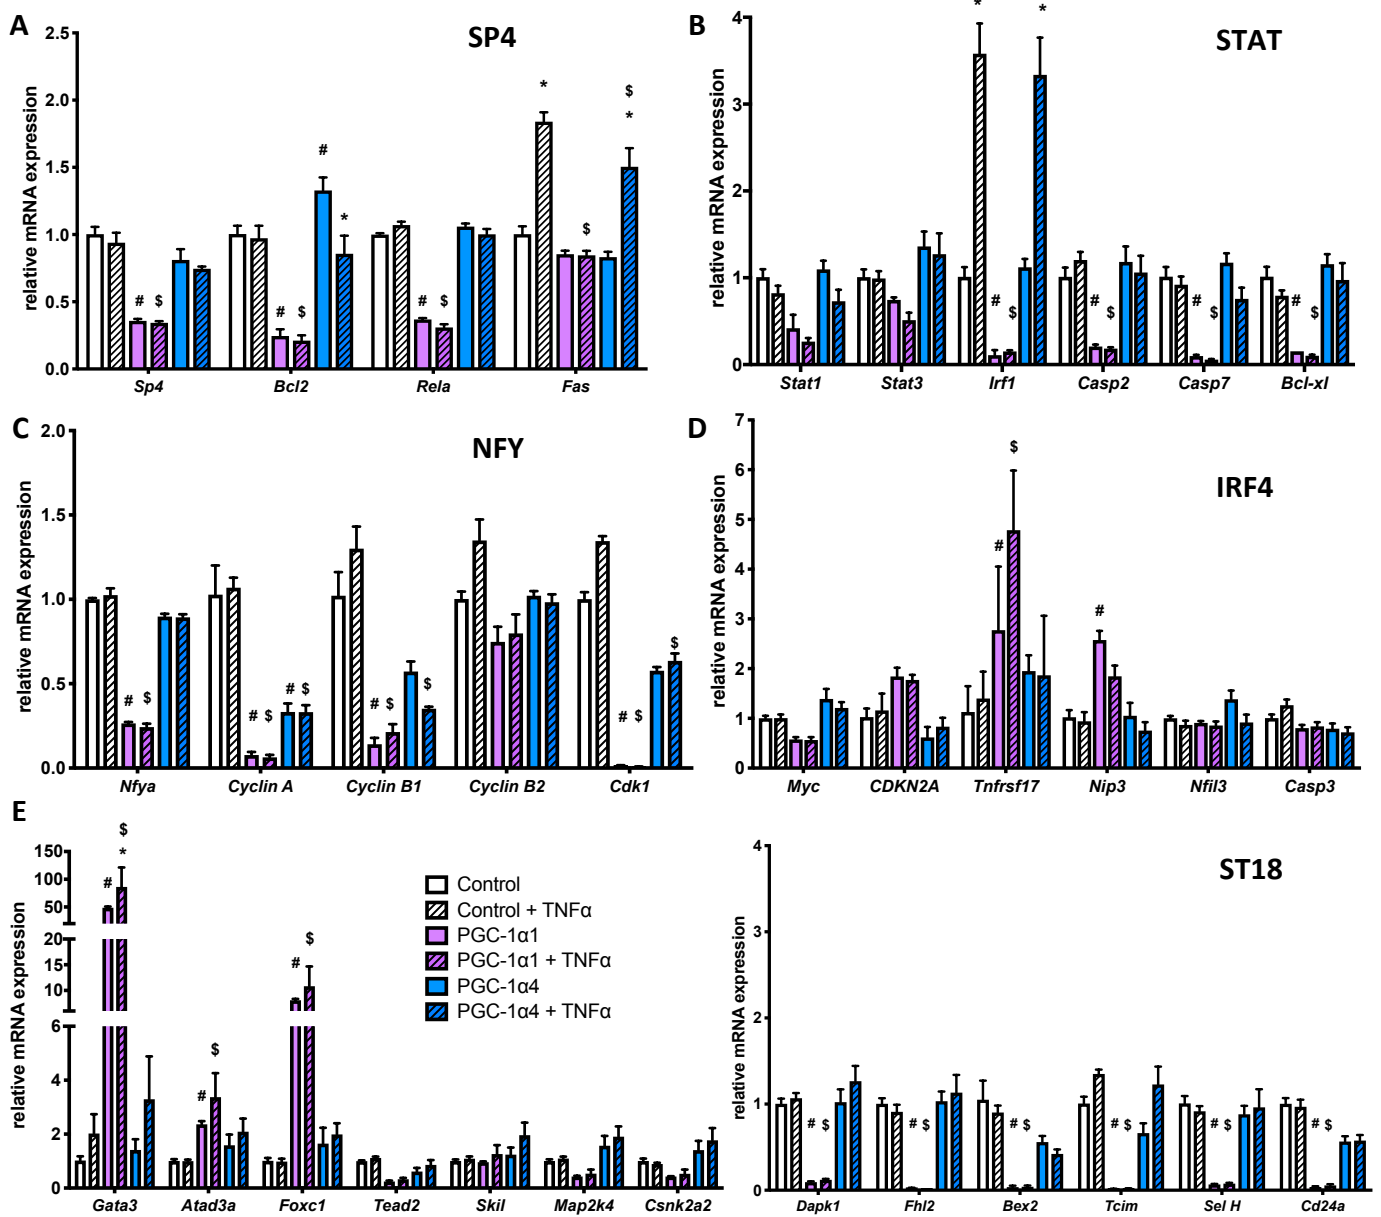 A
SP4
relative mRNA expression
2.5
2.0
1.5
1.0
0.5
0.0
# $ # $ # * # $ * $ $ *
Sp4 Bcl2 Rela Fas
B
STAT
relative mRNA expression
4
3
2
1
0
* # $ * # $ # $ # $
Stat1 Stat3 Irf1 Casp2 Casp7 Bcl-xl
C
NFY
relative mRNA expression
2.0
1.5
1.0
0.5
0.0
# $ # $ # $ # $ $ # $ $
Nfya Cyclin A Cyclin B1 Cyclin B2 Cdk1
D
IRF4
relative mRNA expression
7
6
5
4
3
2
1
0
# $ #
Myc CDKN2A Tnfrsf17 Nip3 Nfil3 Casp3
E
relative mRNA expression
150
100
50
20
15
10
6
4
2
0
# $ * # $ # $
Gata3 Atad3a Foxc1 Tead2 Skil Map2k4 Csnk2a2
Control
Control + TNFα
PGC-1α1
PGC-1α1 + TNFα
PGC-1α4
PGC-1α4 + TNFα
ST18
relative mRNA expression
4
3
2
1
0
# $ # $ # $ # $ # $ # $
Dapk1 Fhl2 Bex2 Tcim Sel H Cd24a